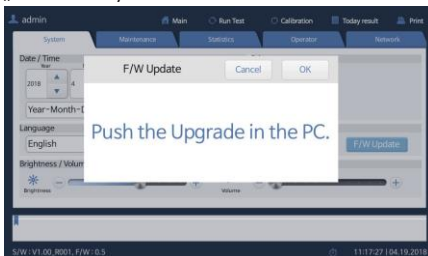 admin Main Run Test Calibration Today result Print
System Maintenance Statistics Operator Network
Date / Time
Year
F/W Update Cancel OK
2018 4
Year-Month-D
Push the Upgrade in the PC.
Language
English F/W Update
Brightness / Volum
Brightness Volume
S/W : V1.00_R001, F/W : 0.5 11:17:27 | 04.19.2018